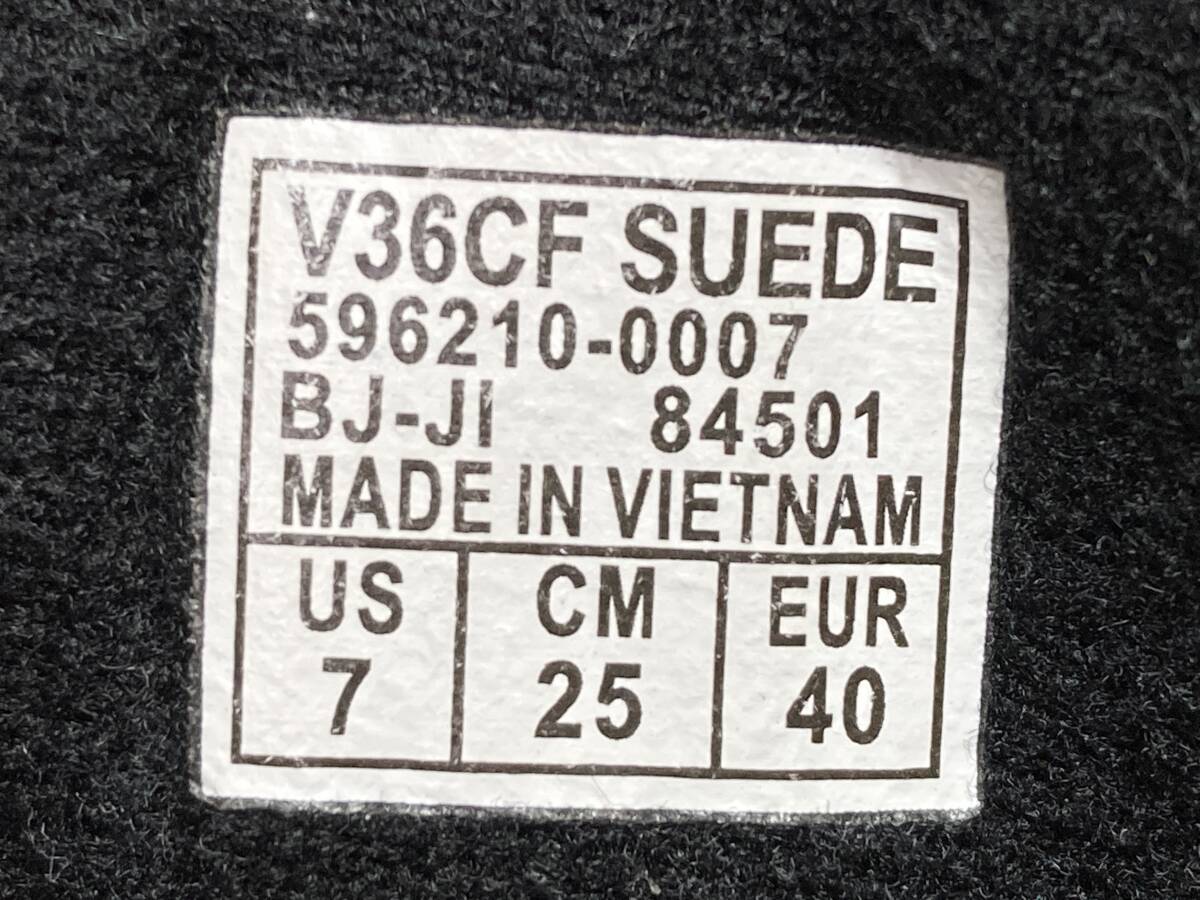 V36CF SUEDE
596210-0007
BJ-JI 84501
MADE IN VIETNAM
US CM EUR
7 25 40